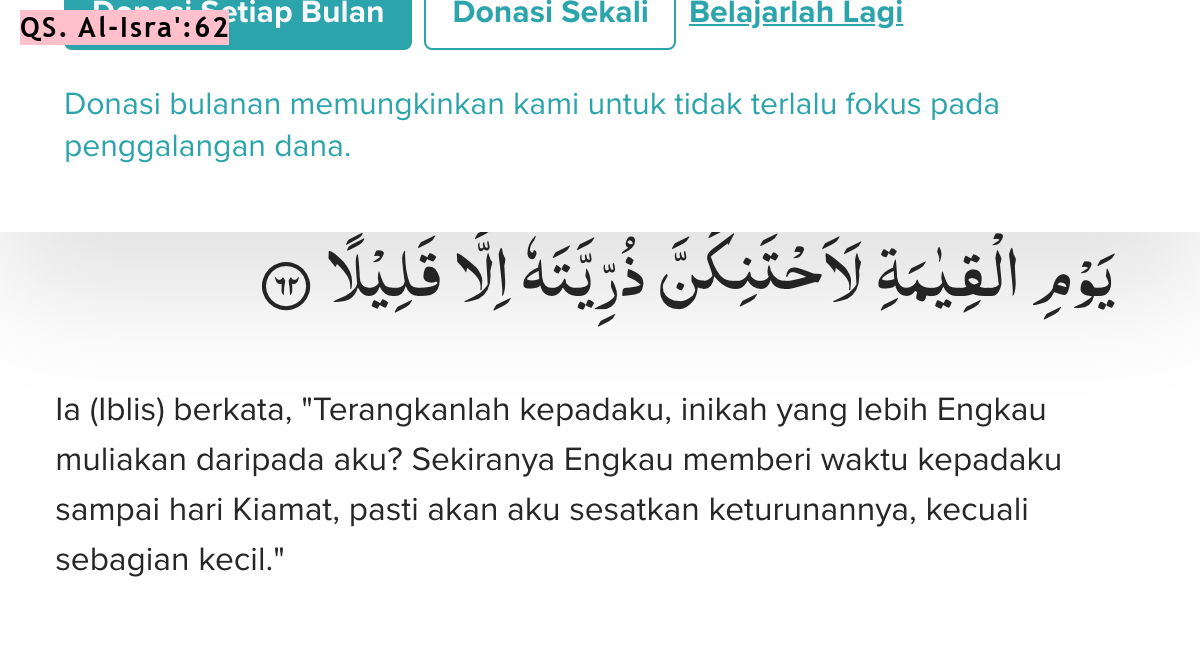 Donasi Setiap Bulan Donasi Sekali Belajarlah Lagi
QS. Al-Isra':62
Donasi bulanan memungkinkan kami untuk tidak terlalu fokus pada
penggalangan dana.
يَوْمِ الْقِيٰمَةِ لَاَحْتَنِكَنَّ ذُرِّيَّتَهٗٓ اِلَّا قَلِيْلًا ٦٢
Ia (Iblis) berkata, "Terangkanlah kepadaku, inikah yang lebih Engkau
muliakan daripada aku? Sekiranya Engkau memberi waktu kepadaku
sampai hari Kiamat, pasti akan aku sesatkan keturunannya, kecuali
sebagian kecil."